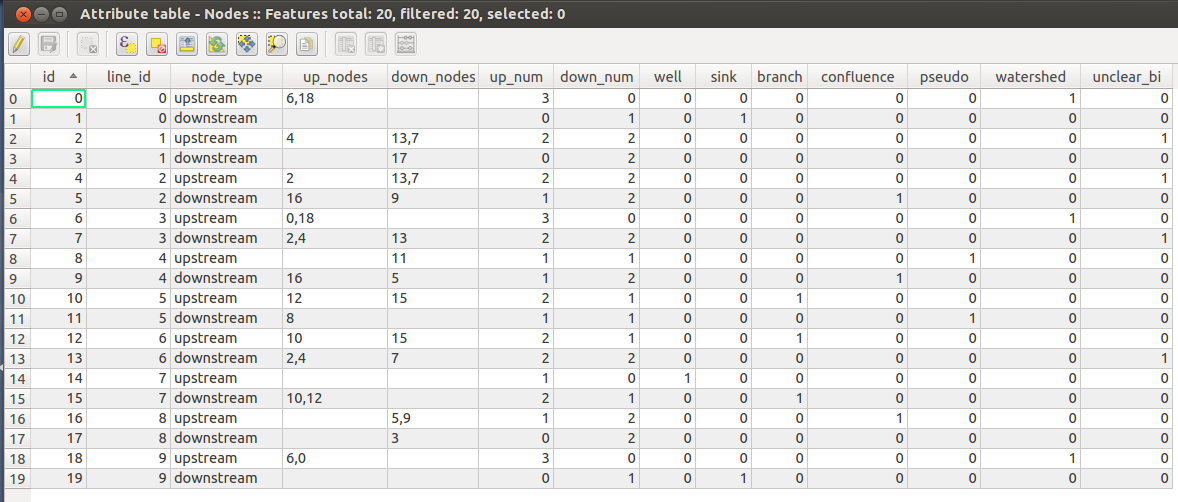 Attribute table - Nodes :: Features total: 20, filtered: 20, selected: 0
id line_id node_type up_nodes down_nodes up_num down_num well sink branch confluence pseudo watershed unclear_bi
0 0 0 upstream 6,18 3 0 0 0 0 0 0 1 0
1 1 0 downstream 0 1 0 1 0 0 0 0 0
2 2 1 upstream 4 13,7 2 2 0 0 0 0 0 0 1
3 3 1 downstream 17 0 2 0 0 0 0 0 0 0
4 4 2 upstream 2 13,7 2 2 0 0 0 0 0 0 1
5 5 2 downstream 16 9 1 2 0 0 0 1 0 0 0
6 6 3 upstream 0,18 3 0 0 0 0 0 0 1 0
7 7 3 downstream 2,4 13 2 2 0 0 0 0 0 0 1
8 8 4 upstream 11 1 1 0 0 0 0 1 0 0
9 9 4 downstream 16 5 1 2 0 0 0 1 0 0 0
10 10 5 upstream 12 15 2 1 0 0 1 0 0 0 0
11 11 5 downstream 8 1 1 0 0 0 0 1 0 0
12 12 6 upstream 10 15 2 1 0 0 1 0 0 0 0
13 13 6 downstream 2,4 7 2 2 0 0 0 0 0 0 1
14 14 7 upstream 1 0 1 0 0 0 0 0 0
15 15 7 downstream 10,12 2 1 0 0 1 0 0 0 0
16 16 8 upstream 5,9 1 2 0 0 0 1 0 0 0
17 17 8 downstream 3 0 2 0 0 0 0 0 0 0
18 18 9 upstream 6,0 3 0 0 0 0 0 0 1 0
19 19 9 downstream 0 1 0 1 0 0 0 0 0